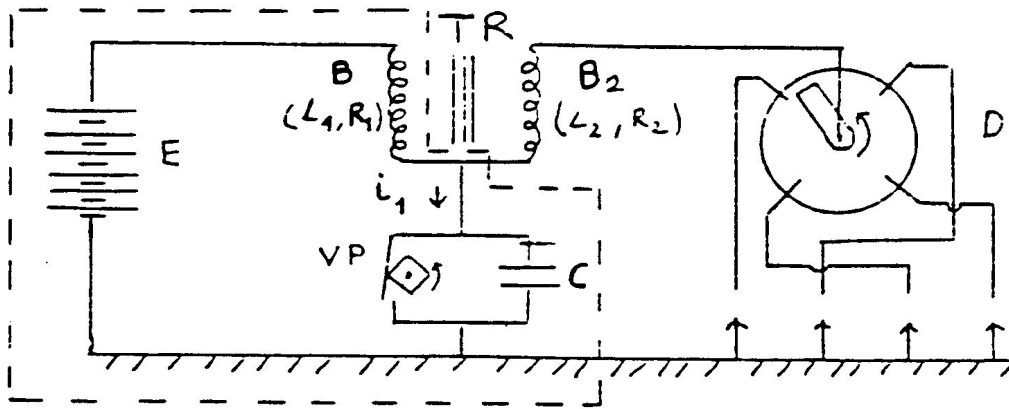 TR
B
B2
(L1, R1)
(L2, R2)
E
D
i1
VP
C